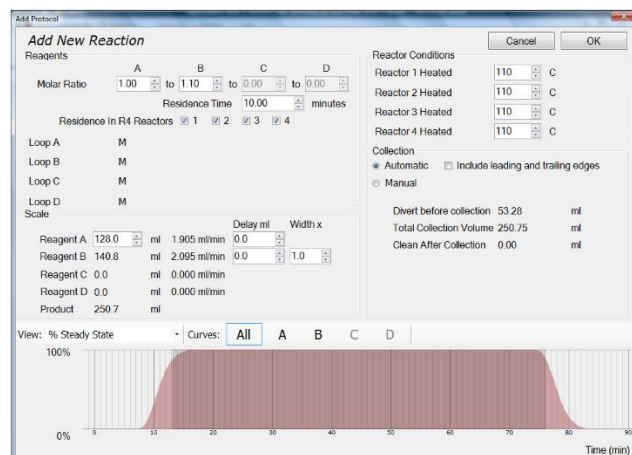 Add Protocol
Add New Reaction
Cancel
OK
Reagents
A B C D
Molar Ratio 1.00 to 1.10 to 0.00 to 0.00
Residence Time 10.00 minutes
Residence In R4 Reactors 1 2 3 4
Loop A M
Loop B M
Loop C M
Loop D M
Scale
Delay ml Width x
Reagent A 128.0 ml 1.905 ml/min 0.0
Reagent B 140.8 ml 2.095 ml/min 0.0 1.0
Reagent C 0.0 ml 0.000 ml/min
Reagent D 0.0 ml 0.000 ml/min
Product 250.7 ml
Reactor Conditions
Reactor 1 Heated 110 C
Reactor 2 Heated 110 C
Reactor 3 Heated 110 C
Reactor 4 Heated 110 C
Collection
Automatic Include leading and trailing edges
Manual
Divert before collection 53.28 ml
Total Collection Volume 250.75 ml
Clean After Collection 0.00 ml
View: % Steady State Curves: All A B C D
100%
0%
0 10 20 30 40 50 60 70 80 90
Time (min)